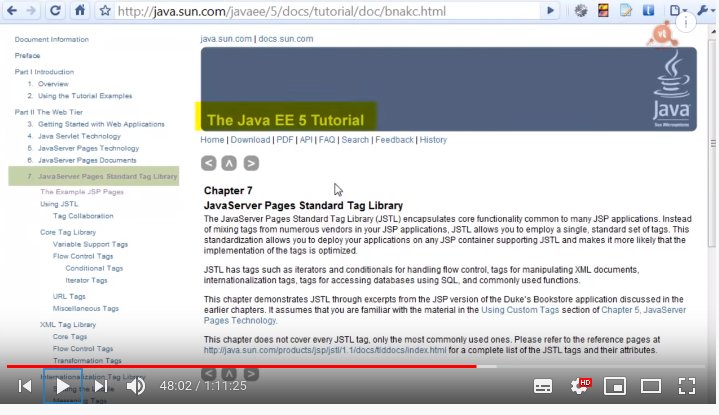 http://java.sun.com/javaee/5/docs/tutorial/doc/bnakc.html
Document Information
Preface
Part I Introduction
1. Overview
2. Using the Tutorial Examples
Part II The Web Tier
3. Getting Started with Web Applications
4. Java Servlet Technology
5. JavaServer Pages Technology
6. JavaServer Pages Documents
7. JavaServer Pages Standard Tag Library
The Example JSP Pages
Using JSTL
Tag Collaboration
Core Tag Library
Variable Support Tags
Flow Control Tags
Conditional Tags
Iterator Tags
URL Tags
Miscellaneous Tags
XML Tag Library
Core Tags
Flow Control Tags
Transformation Tags
Internationalization Tag Library
java.sun.com | docs.sun.com
The Java EE 5 Tutorial
Java
Sun Microsystems
Home | Download | PDF | API | FAQ | Search | Feedback | History
Chapter 7
JavaServer Pages Standard Tag Library
The JavaServer Pages Standard Tag Library (JSTL) encapsulates core functionality common to many JSP applications. Instead
of mixing tags from numerous vendors in your JSP applications, JSTL allows you to employ a single, standard set of tags. This
standardization allows you to deploy your applications on any JSP container supporting JSTL and makes it more likely that the
implementation of the tags is optimized.
JSTL has tags such as iterators and conditionals for handling flow control, tags for manipulating XML documents,
internationalization tags, tags for accessing databases using SQL, and commonly used functions.
This chapter demonstrates JSTL through excerpts from the JSP version of the Duke's Bookstore application discussed in the
earlier chapters. It assumes that you are familiar with the material in the Using Custom Tags section of Chapter 5, JavaServer
Pages Technology.
This chapter does not cover every JSTL tag, only the most commonly used ones. Please refer to the reference pages at
http://java.sun.com/products/jsp/jstl/1.1/docs/tlddocs/index.html for a complete list of the JSTL tags and their attributes.
48:02 / 1:11:25
HD